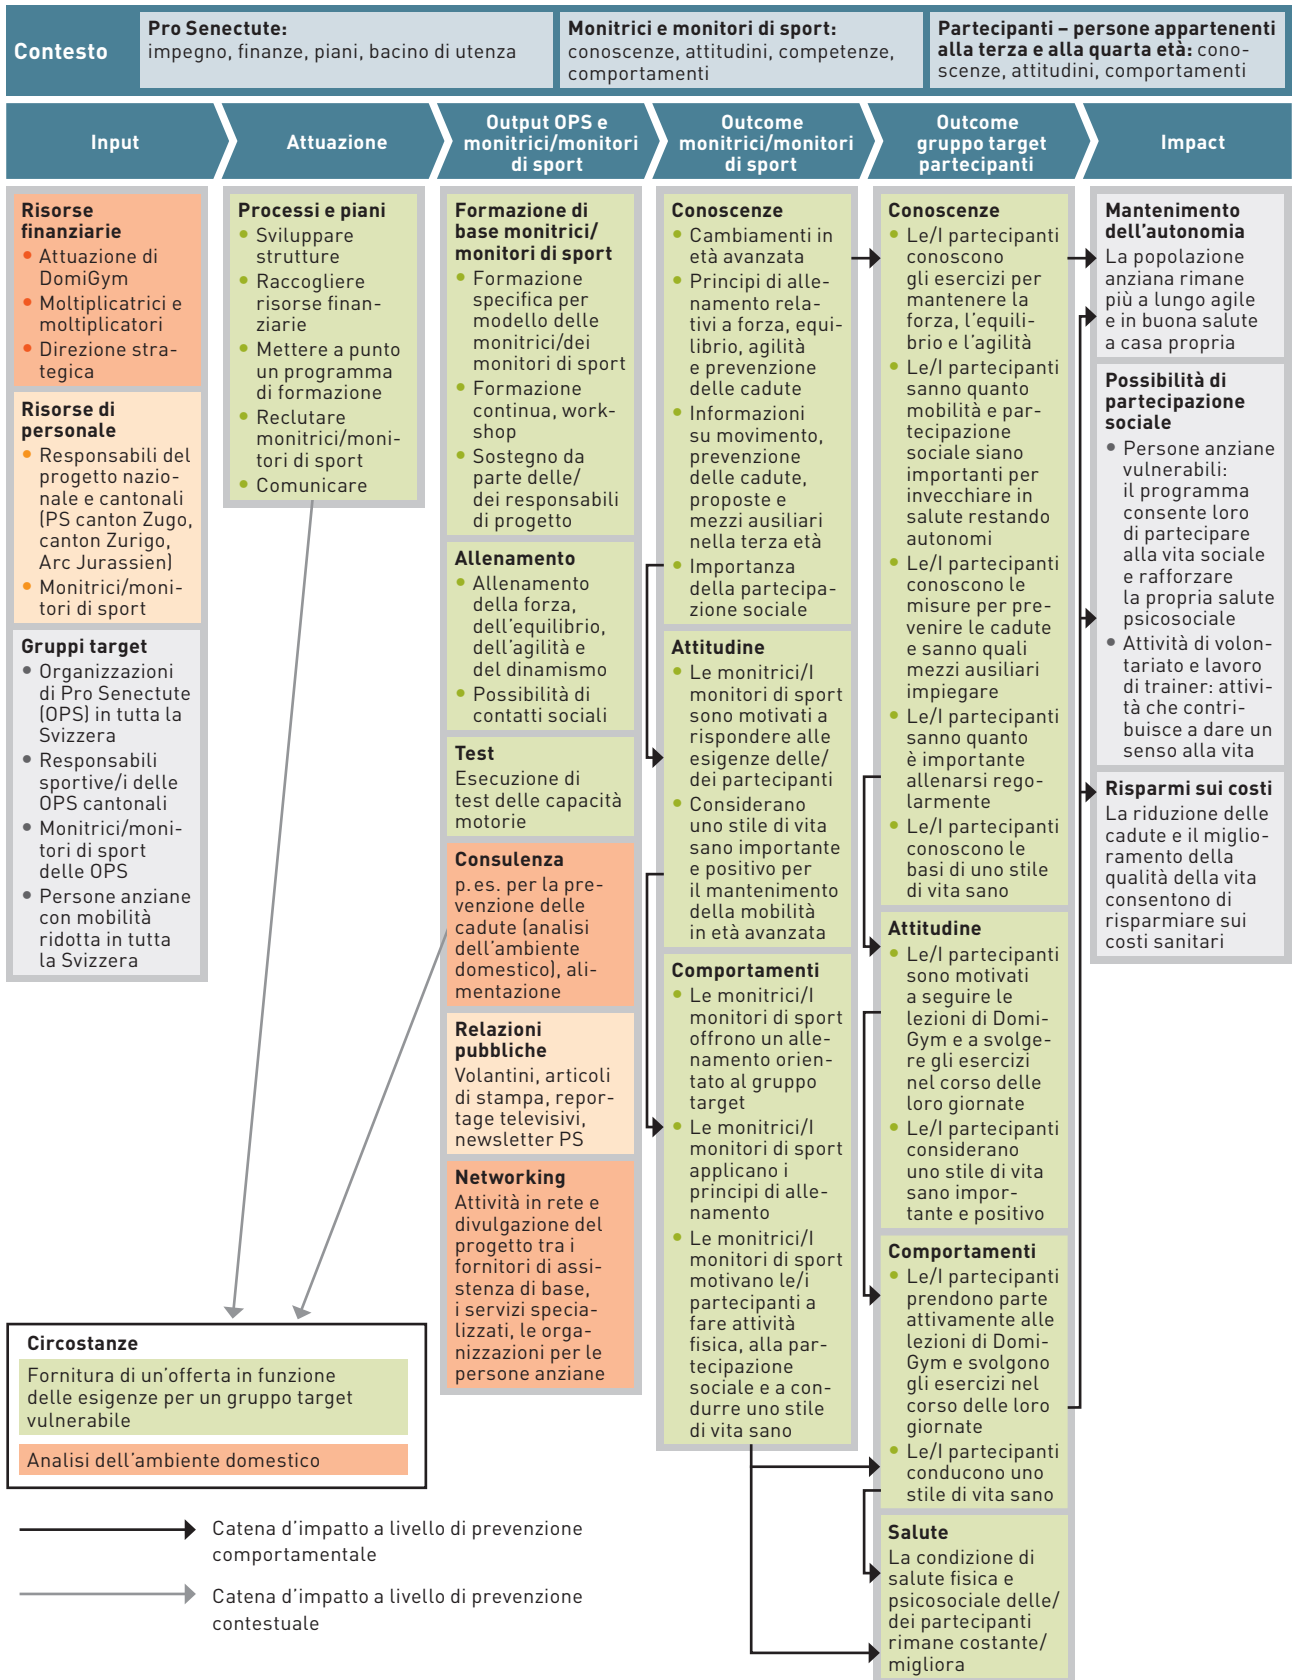 Contesto
Pro Senectute:
impegno, finanze, piani, bacino di utenza
Monitrici e monitori di sport:
conoscenze, attitudini, competenze,
comportamenti
Partecipanti – persone appartenenti
alla terza e alla quarta età: cono-
scenze, attitudini, comportamenti
Input
Attuazione
Output OPS e
monitrici/monitori
di sport
Outcome
monitrici/monitori
di sport
Outcome
gruppo target
partecipanti
Impact
Risorse
finanziarie
• Attuazione di
DomiGym
• Moltiplicatrici e
moltiplicatori
• Direzione stra-
tegica
Risorse di
personale
• Responsabili del
progetto nazio-
nale e cantonali
(PS canton Zugo,
canton Zurigo,
Arc Jurassien)
• Monitrici/moni-
tori di sport
Gruppi target
• Organizzazioni
di Pro Senectute
(OPS) in tutta la
Svizzera
• Responsabili
sportive/i delle
OPS cantonali
• Monitrici/moni-
tori di sport
delle OPS
• Persone anziane
con mobilità
ridotta in tutta
la Svizzera
Processi e piani
• Sviluppare
strutture
• Raccogliere
risorse finan-
ziarie
• Mettere a punto
un programma
di formazione
• Reclutare
monitrici/moni-
tori di sport
• Comunicare
Formazione di
base monitrici/
monitori di sport
• Formazione
specifica per
modello delle
monitrici/dei
monitori di sport
• Formazione
continua, work-
shop
• Sostegno da
parte delle/
dei responsabili
di progetto
Allenamento
• Allenamento
della forza,
dell'equilibrio,
dell'agilità e
del dinamismo
• Possibilità di
contatti sociali
Test
Esecuzione di
test delle capacità
motorie
Consulenza
p.es. per la pre-
venzione delle
cadute (analisi
dell'ambiente
domestico), ali-
mentazione
Relazioni
pubbliche
Volantini, articoli
di stampa, repor-
tage televisivi,
newsletter PS
Networking
Attività in rete e
divulgazione del
progetto tra i
fornitori di assi-
stenza di base,
i servizi specia-
lizzati, le orga-
nizzazioni per le
persone anziane
Conoscenze
• Cambiamenti in
età avanzata
• Principi di alle-
namento rela-
tivi a forza, equi-
librio, agilità
e prevenzione
delle cadute
• Informazioni
su movimento,
prevenzione
delle cadute,
proposte e
mezzi ausiliari
nella terza età
• Importanza
della partecipa-
zione sociale
Attitudine
• Le monitrici/I
monitori di sport
sono motivati a
rispondere alle
esigenze delle/
dei partecipanti
• Considerano
uno stile di vita
sano importante
e positivo per
il mantenimento
della mobilità
in età avanzata
Comportamenti
• Le monitrici/I
monitori di sport
offrono un alle-
namento orien-
tato al gruppo
target
• Le monitrici/I
monitori di sport
applicano i
principi di alle-
namento
• Le monitrici/I
monitori di sport
motivano le/i
partecipanti a
fare attività
fisica, alla par-
tecipazione
sociale e a con-
durre uno stile
di vita sano
Conoscenze
• Le/I partecipanti
conoscono
gli esercizi per
mantenere la
forza, l'equili-
brio e l'agilità
• Le/I partecipanti
sanno quanto
mobilità e par-
tecipazione
sociale siano
importanti per
invecchiare in
salute restando
autonomi
• Le/I partecipanti
conoscono le
misure per pre-
venire le cadute
e sanno quali
mezzi ausiliari
impiegare
• Le/I partecipanti
sanno quanto
è importante
allenarsi rego-
larmente
• Le/I partecipanti
conoscono le
basi di uno stile
di vita sano
Attitudine
• Le/I partecipanti
sono motivati
a seguire le
lezioni di Domi-
Gym e a svolge-
re gli esercizi
nel corso delle
loro giornate
• Le/I partecipanti
considerano
uno stile di vita
sano impor-
tante e positivo
Comportamenti
• Le/I partecipanti
prendono parte
attivamente alle
lezioni di Domi-
Gym e svolgono
gli esercizi nel
corso delle loro
giornate
• Le/I partecipanti
conducono uno
stile di vita sano
Salute
La condizione di
salute fisica e
psicosociale delle/
dei partecipanti
rimane costante/
migliora
Mantenimento
dell'autonomia
La popolazione
anziana rimane
più a lungo agile
e in buona salute
a casa propria
Possibilità di
partecipazione
sociale
• Persone anziane
vulnerabili:
il programma
consente loro
di partecipare
alla vita sociale
e rafforzare
la propria salute
psicosociale
• Attività di volon-
tariato e lavoro
di trainer: attivi-
tà che contri-
buisce a dare un
senso alla vita
Risparmi sui costi
La riduzione delle
cadute e il miglio-
ramento della
qualità della vita
consentono di
risparmiare sui
costi sanitari
Circostanze
Fornitura di un'offerta in funzione
delle esigenze per un gruppo target
vulnerabile
Analisi dell'ambiente domestico
Catena d'impatto a livello di prevenzione
comportamentale
Catena d'impatto a livello di prevenzione
contestuale